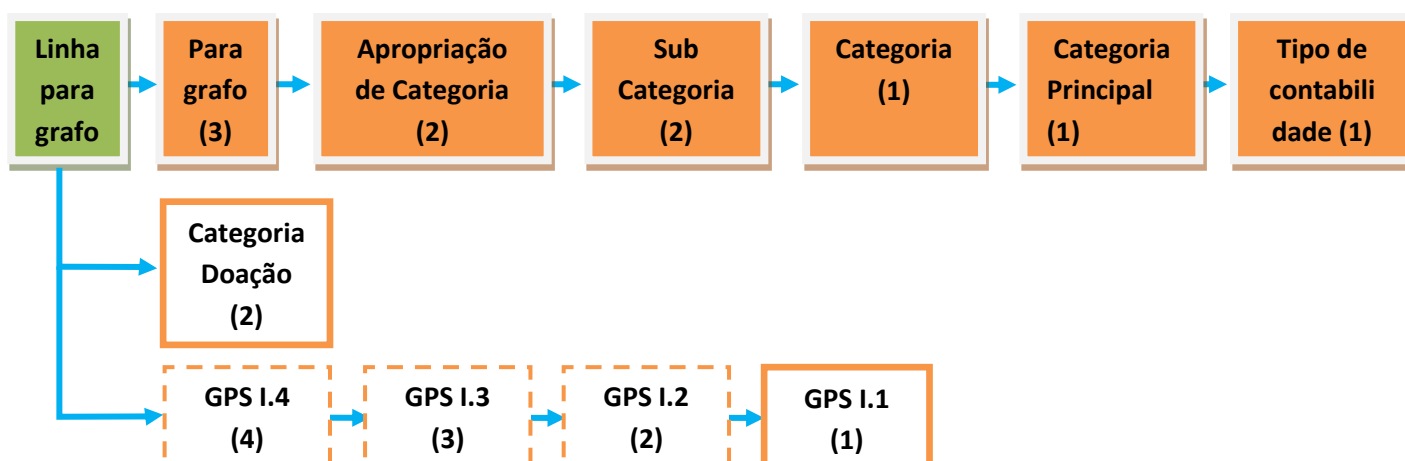 Linha
para
grafo
Para
grafo
(3)
Apropriação
de Categoria
(2)
Sub
Categoria
(2)
Categoria
(1)
Categoria
Principal
(1)
Tipo de
contabili
dade (1)
Categoria
Doação
(2)
GPS I.4
(4)
GPS I.3
(3)
GPS I.2
(2)
GPS I.1
(1)